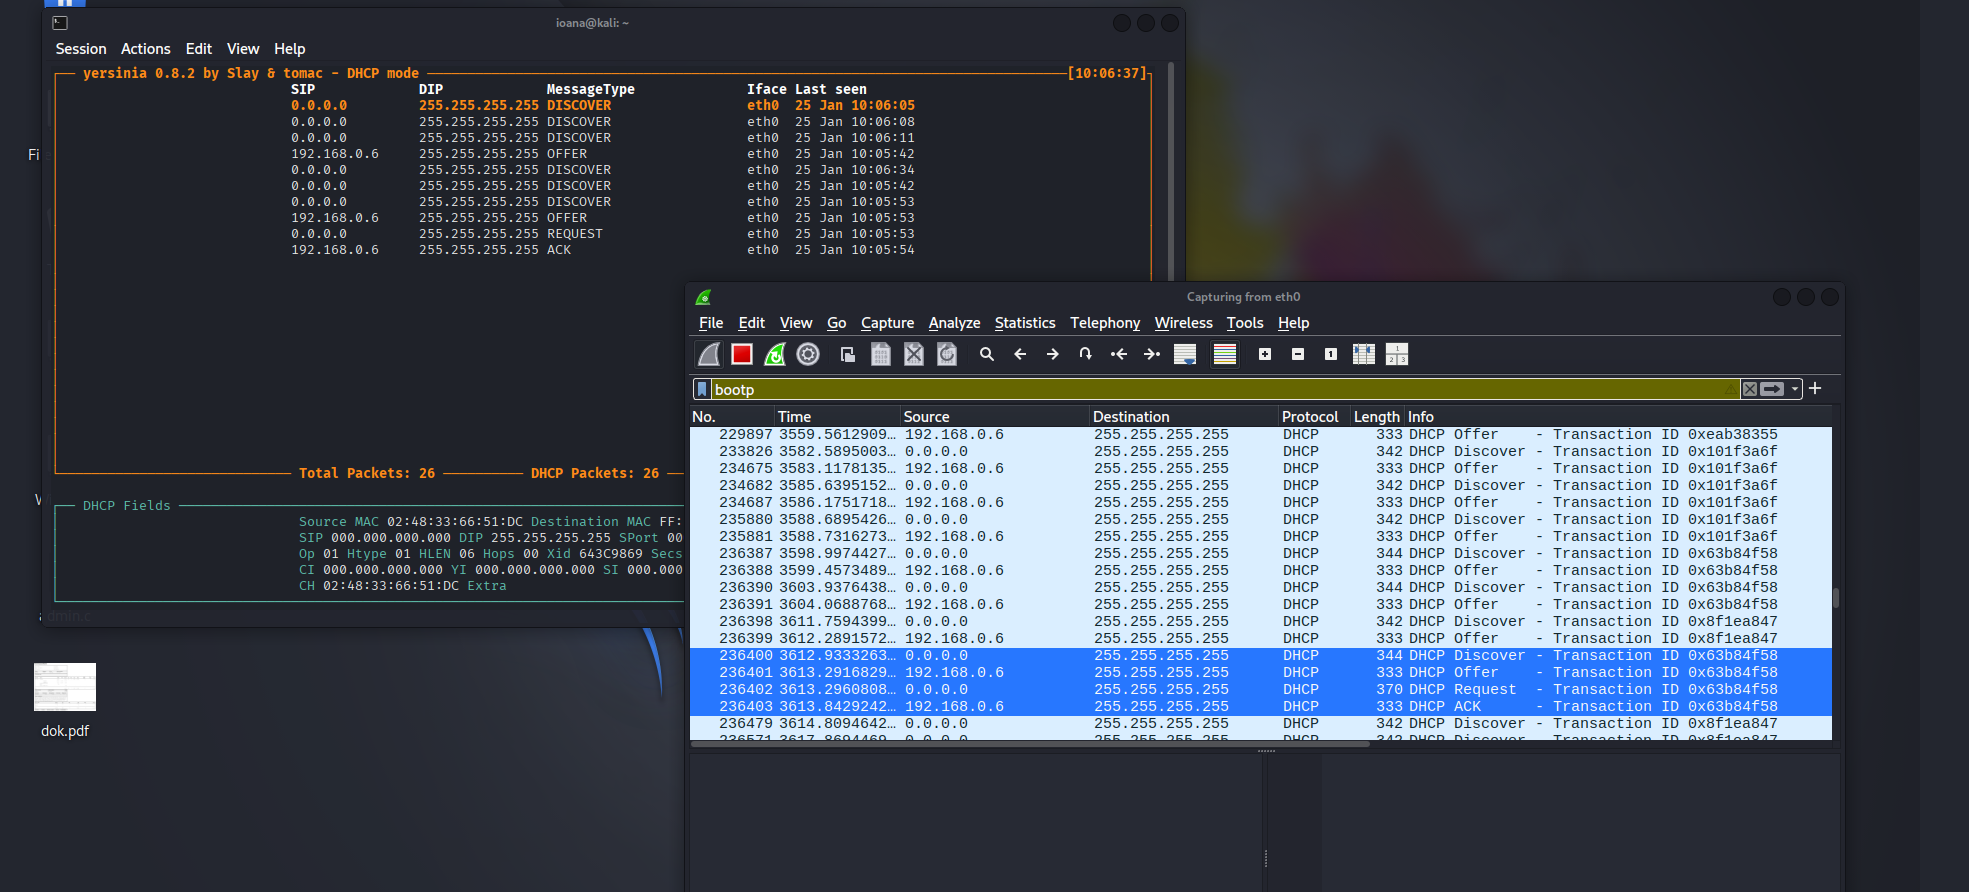 ioana@kali: ~
Session Actions Edit View Help
yersinia 0.8.2 by Slay & tomac - DHCP mode [10:06:37]
SIP DIP MessageType Iface Last seen
0.0.0.0 255.255.255.255 DISCOVER eth0 25 Jan 10:06:05
0.0.0.0 255.255.255.255 DISCOVER eth0 25 Jan 10:06:08
0.0.0.0 255.255.255.255 DISCOVER eth0 25 Jan 10:06:11
192.168.0.6 255.255.255.255 OFFER eth0 25 Jan 10:05:42
0.0.0.0 255.255.255.255 DISCOVER eth0 25 Jan 10:06:34
0.0.0.0 255.255.255.255 DISCOVER eth0 25 Jan 10:05:42
0.0.0.0 255.255.255.255 DISCOVER eth0 25 Jan 10:05:53
192.168.0.6 255.255.255.255 OFFER eth0 25 Jan 10:05:53
0.0.0.0 255.255.255.255 REQUEST eth0 25 Jan 10:05:53
192.168.0.6 255.255.255.255 ACK eth0 25 Jan 10:05:54
Total Packets: 26 DHCP Packets: 26
DHCP Fields
Source MAC 02:48:33:66:51:DC Destination MAC FF:
SIP 000.000.000.000 DIP 255.255.255.255 SPort 00
Op 01 Htype 01 HLEN 06 Hops 00 Xid 643C9869 Secs
CI 000.000.000.000 YI 000.000.000.000 SI 000.000
CH 02:48:33:66:51:DC Extra
Fi
W
dmin.c
dok.pdf
Capturing from eth0
File Edit View Go Capture Analyze Statistics Telephony Wireless Tools Help
bootp
No. Time Source Destination Protocol Length Info
229897 3559.5612909... 192.168.0.6 255.255.255.255 DHCP 333 DHCP Offer - Transaction ID 0xeab38355
233826 3582.5895003... 0.0.0.0 255.255.255.255 DHCP 342 DHCP Discover - Transaction ID 0x101f3a6f
234675 3583.1178135... 192.168.0.6 255.255.255.255 DHCP 333 DHCP Offer - Transaction ID 0x101f3a6f
234682 3585.6395152... 0.0.0.0 255.255.255.255 DHCP 342 DHCP Discover - Transaction ID 0x101f3a6f
234687 3586.1751718... 192.168.0.6 255.255.255.255 DHCP 333 DHCP Offer - Transaction ID 0x101f3a6f
235880 3588.6895426... 0.0.0.0 255.255.255.255 DHCP 342 DHCP Discover - Transaction ID 0x101f3a6f
235881 3588.7316273... 192.168.0.6 255.255.255.255 DHCP 333 DHCP Offer - Transaction ID 0x101f3a6f
236387 3598.9974427... 0.0.0.0 255.255.255.255 DHCP 344 DHCP Discover - Transaction ID 0x63b84f58
236388 3599.4573489... 192.168.0.6 255.255.255.255 DHCP 333 DHCP Offer - Transaction ID 0x63b84f58
236390 3603.9376438... 0.0.0.0 255.255.255.255 DHCP 344 DHCP Discover - Transaction ID 0x63b84f58
236391 3604.0688768... 192.168.0.6 255.255.255.255 DHCP 333 DHCP Offer - Transaction ID 0x63b84f58
236398 3611.7594399... 0.0.0.0 255.255.255.255 DHCP 342 DHCP Discover - Transaction ID 0x8f1ea847
236399 3612.2891572... 192.168.0.6 255.255.255.255 DHCP 333 DHCP Offer - Transaction ID 0x8f1ea847
236400 3612.9333263... 0.0.0.0 255.255.255.255 DHCP 344 DHCP Discover - Transaction ID 0x63b84f58
236401 3613.2916829... 192.168.0.6 255.255.255.255 DHCP 333 DHCP Offer - Transaction ID 0x63b84f58
236402 3613.2960808... 0.0.0.0 255.255.255.255 DHCP 370 DHCP Request - Transaction ID 0x63b84f58
236403 3613.8429242... 192.168.0.6 255.255.255.255 DHCP 333 DHCP ACK - Transaction ID 0x63b84f58
236479 3614.8094642... 0.0.0.0 255.255.255.255 DHCP 342 DHCP Discover - Transaction ID 0x8f1ea847
236571 3617.8694469... 0.0.0.0 255.255.255.255 DHCP 342 DHCP Discover - Transaction ID 0x8f1ea847